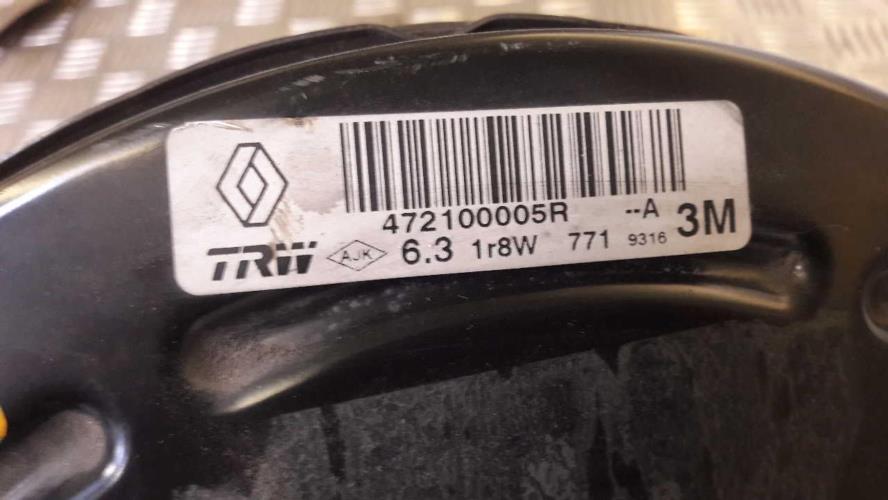 472100005R --A 3M
TRW AJK 6.3 1r8W 771 9316